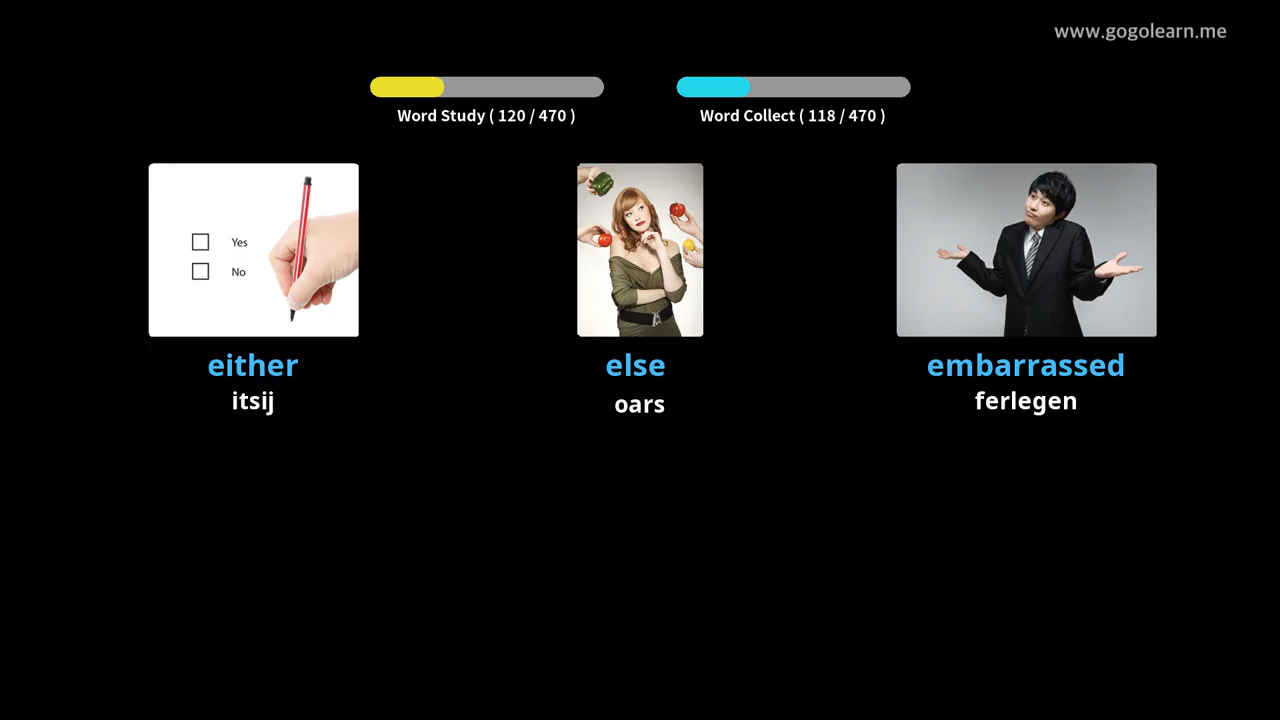 www.gogolearn.me
Word Study ( 120 / 470 )
Word Collect ( 118 / 470 )
Yes
No
either
else
embarrassed
itsij
oars
ferlegen